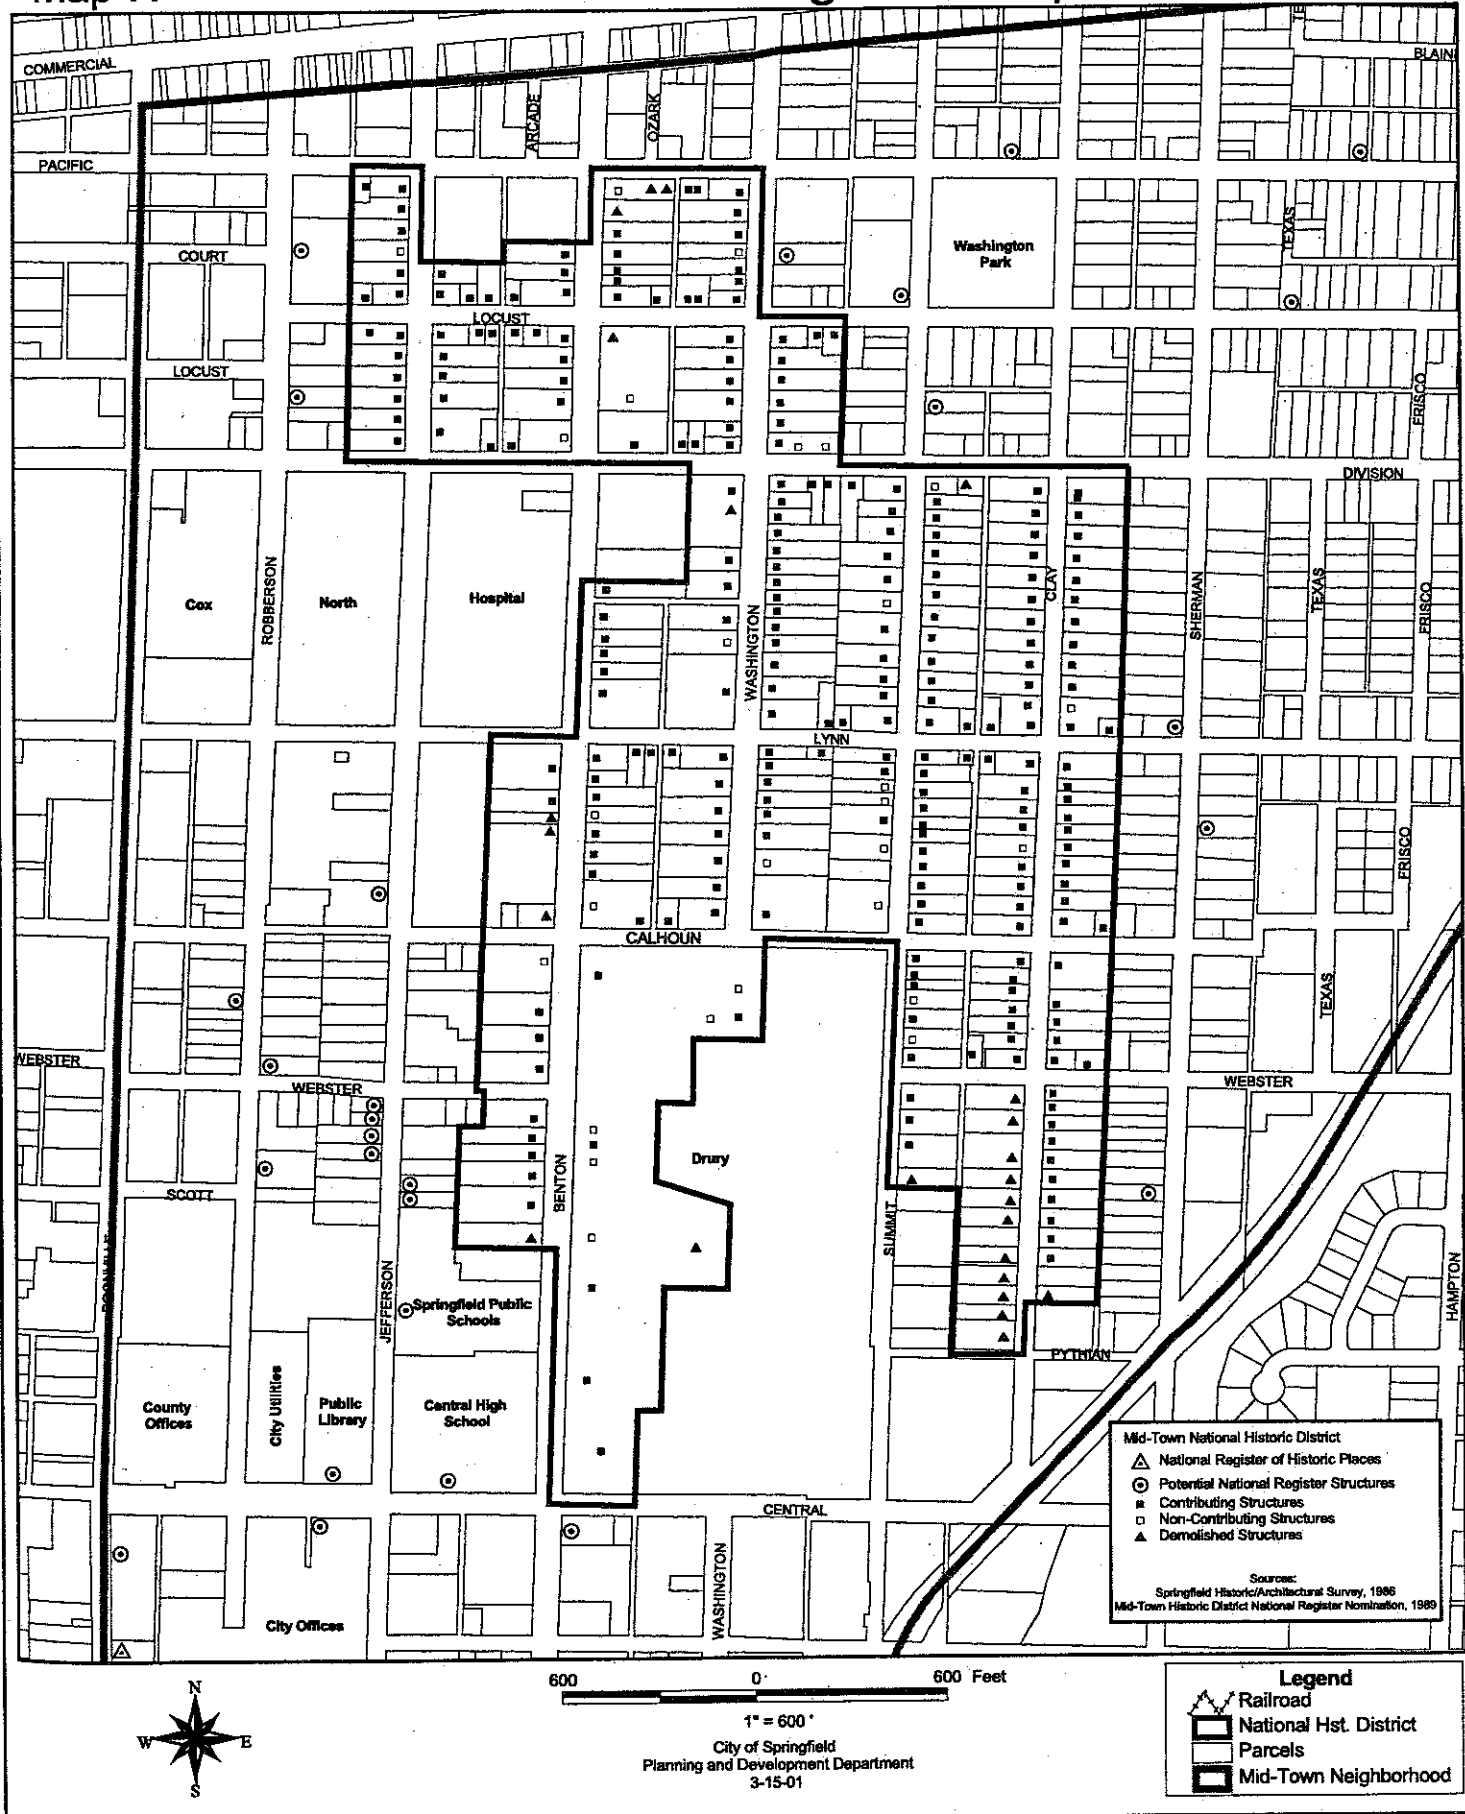 COMMERCIAL
BLAIN
ARCADE
OZARK
PACIFIC
COURT
Washington
Park
TEXAS
LOCUST
LOCUST
FRISCO
DIVISION
Cox
ROBBERSON
North
Hospital
WASHINGTON
CLAY
SHERMAN
TEXAS
FRISCO
LYNN
FRISCO
CALHOUN
TEXAS
WEBSTER
WEBSTER
WEBSTER
SCOTT
BENTON
Drury
SUMMIT
JEFFERSON
Springfield Public
Schools
HAMPTON
PYTHIAN
County
Offices
City Utilities
Public
Library
Central High
School
CENTRAL
WASHINGTON
City Offices
Mid-Town National Historic District
National Register of Historic Places
Potential National Register Structures
Contributing Structures
Non-Contributing Structures
Demolished Structures
Sources:
Springfield Historic/Architectural Survey, 1986
Mid-Town Historic District National Register Nomination, 1989
N
W E
S
600 0 600 Feet
1" = 600 '
City of Springfield
Planning and Development Department
3-15-01
Legend
Railroad
National Hst. District
Parcels
Mid-Town Neighborhood